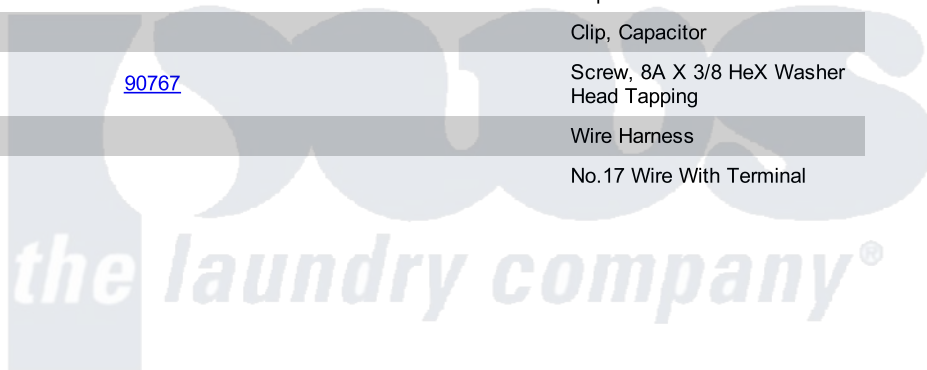 Clip, Capacitor
90767
Screw, 8A X 3/8 HeX Washer
Head Tapping
Wire Harness
No.17 Wire With Terminal
the laundry company®